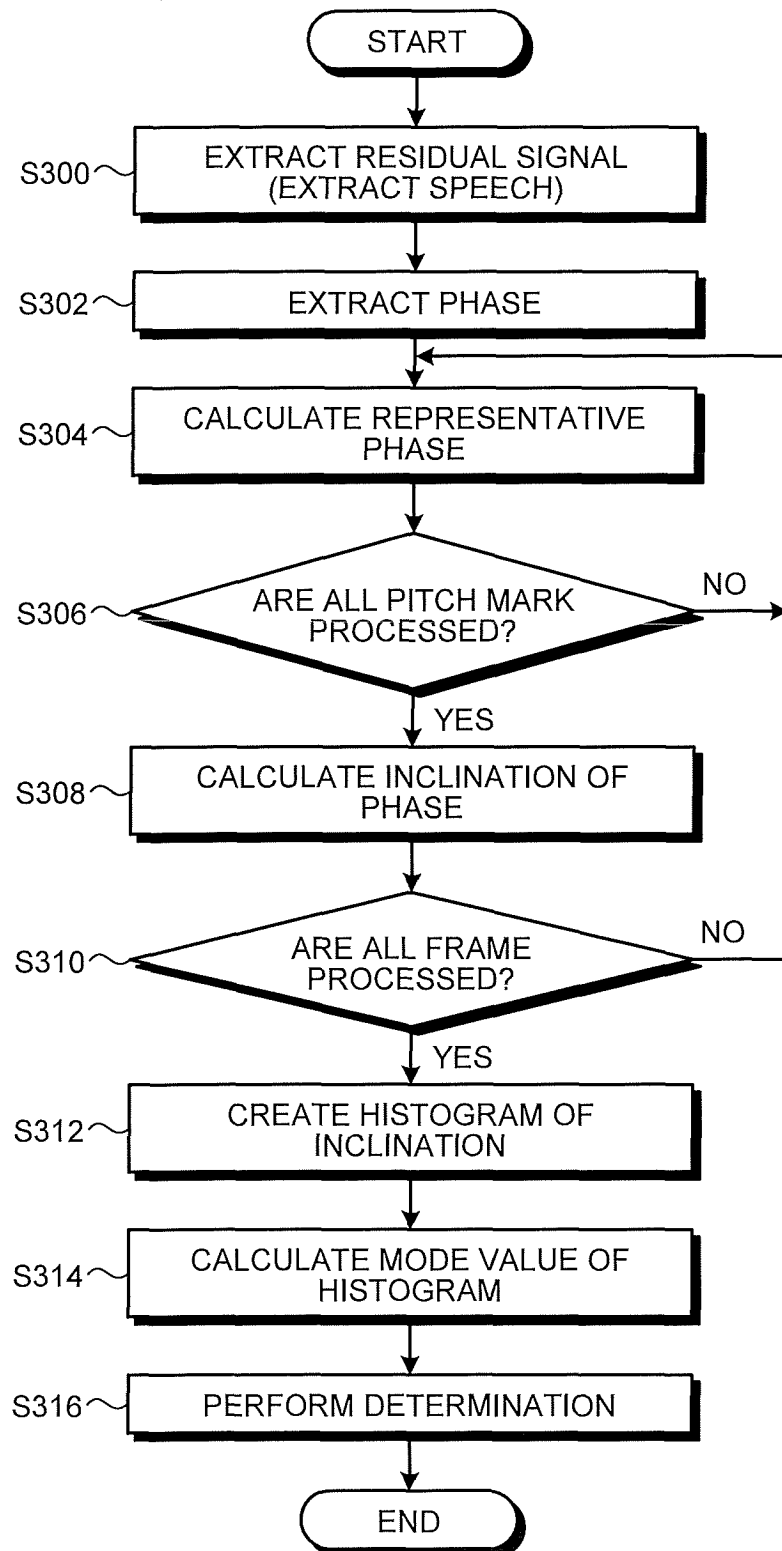 START
S300
EXTRACT RESIDUAL SIGNAL
(EXTRACT SPEECH)
S302
EXTRACT PHASE
S304
CALCULATE REPRESENTATIVE
PHASE
S306
ARE ALL PITCH MARK
PROCESSED?
NO
YES
S308
CALCULATE INCLINATION OF
PHASE
S310
ARE ALL FRAME
PROCESSED?
NO
YES
S312
CREATE HISTOGRAM OF
INCLINATION
S314
CALCULATE MODE VALUE OF
HISTOGRAM
S316
PERFORM DETERMINATION
END